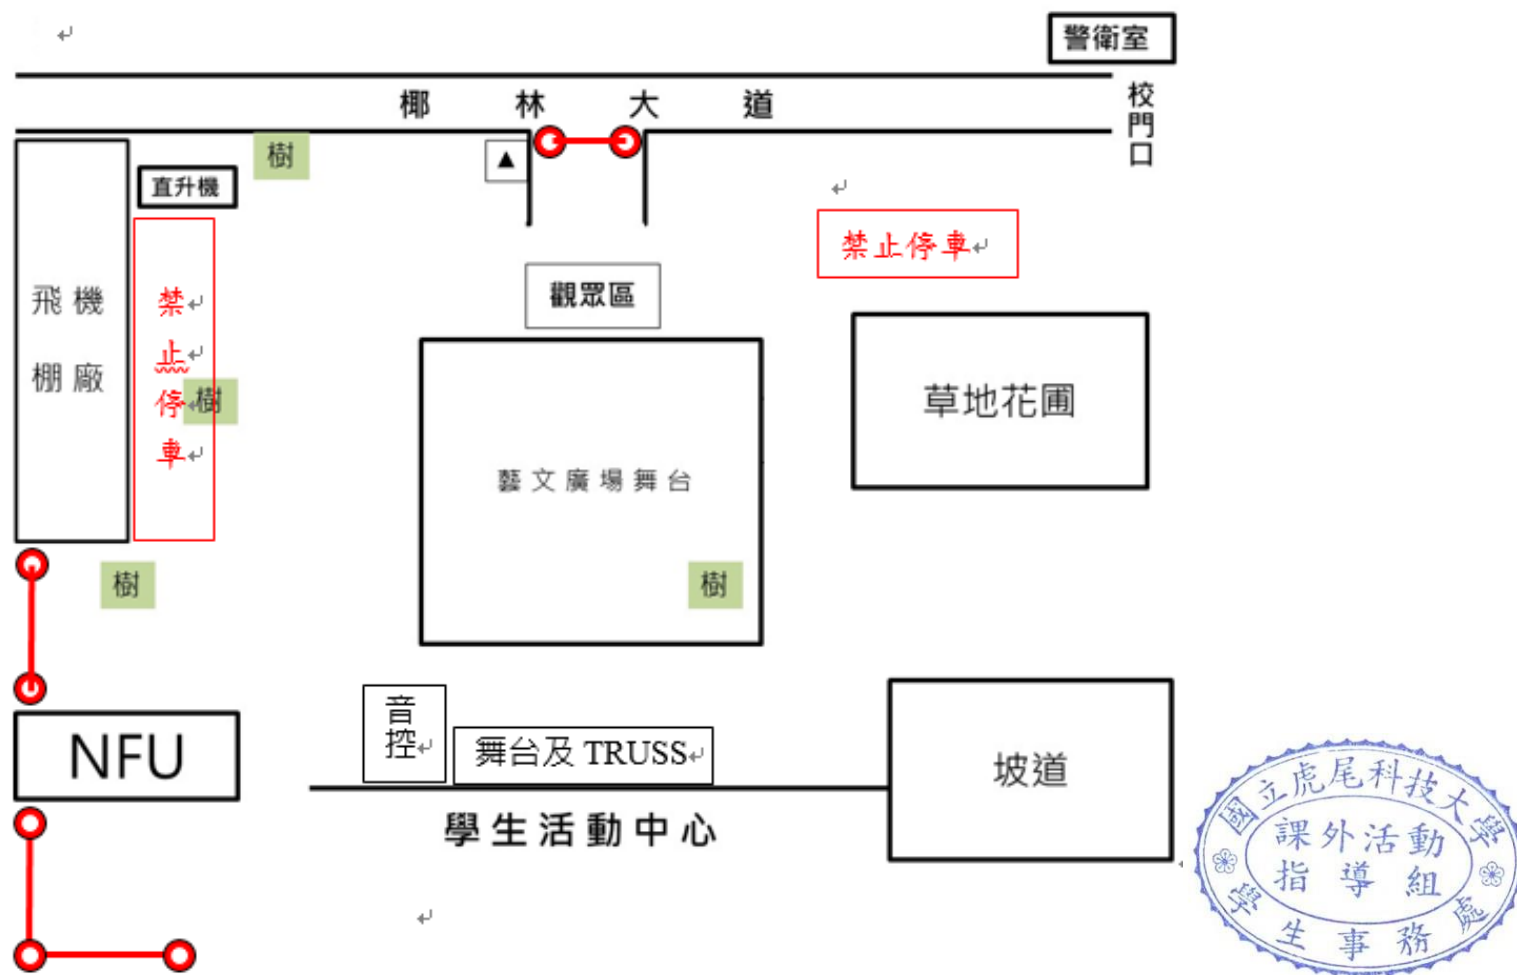 警衛室
椰林大道
校門口
樹
▲
直升機
禁止停車
觀眾區
飛機
棚廠
禁
止
停
車
樹
草地花圃
藝文廣場舞台
樹
樹
音
控
舞台及 TRUSS
NFU
坡道
學生活動中心
國立虎尾科技大學
課外活動
指導組
學生事務處